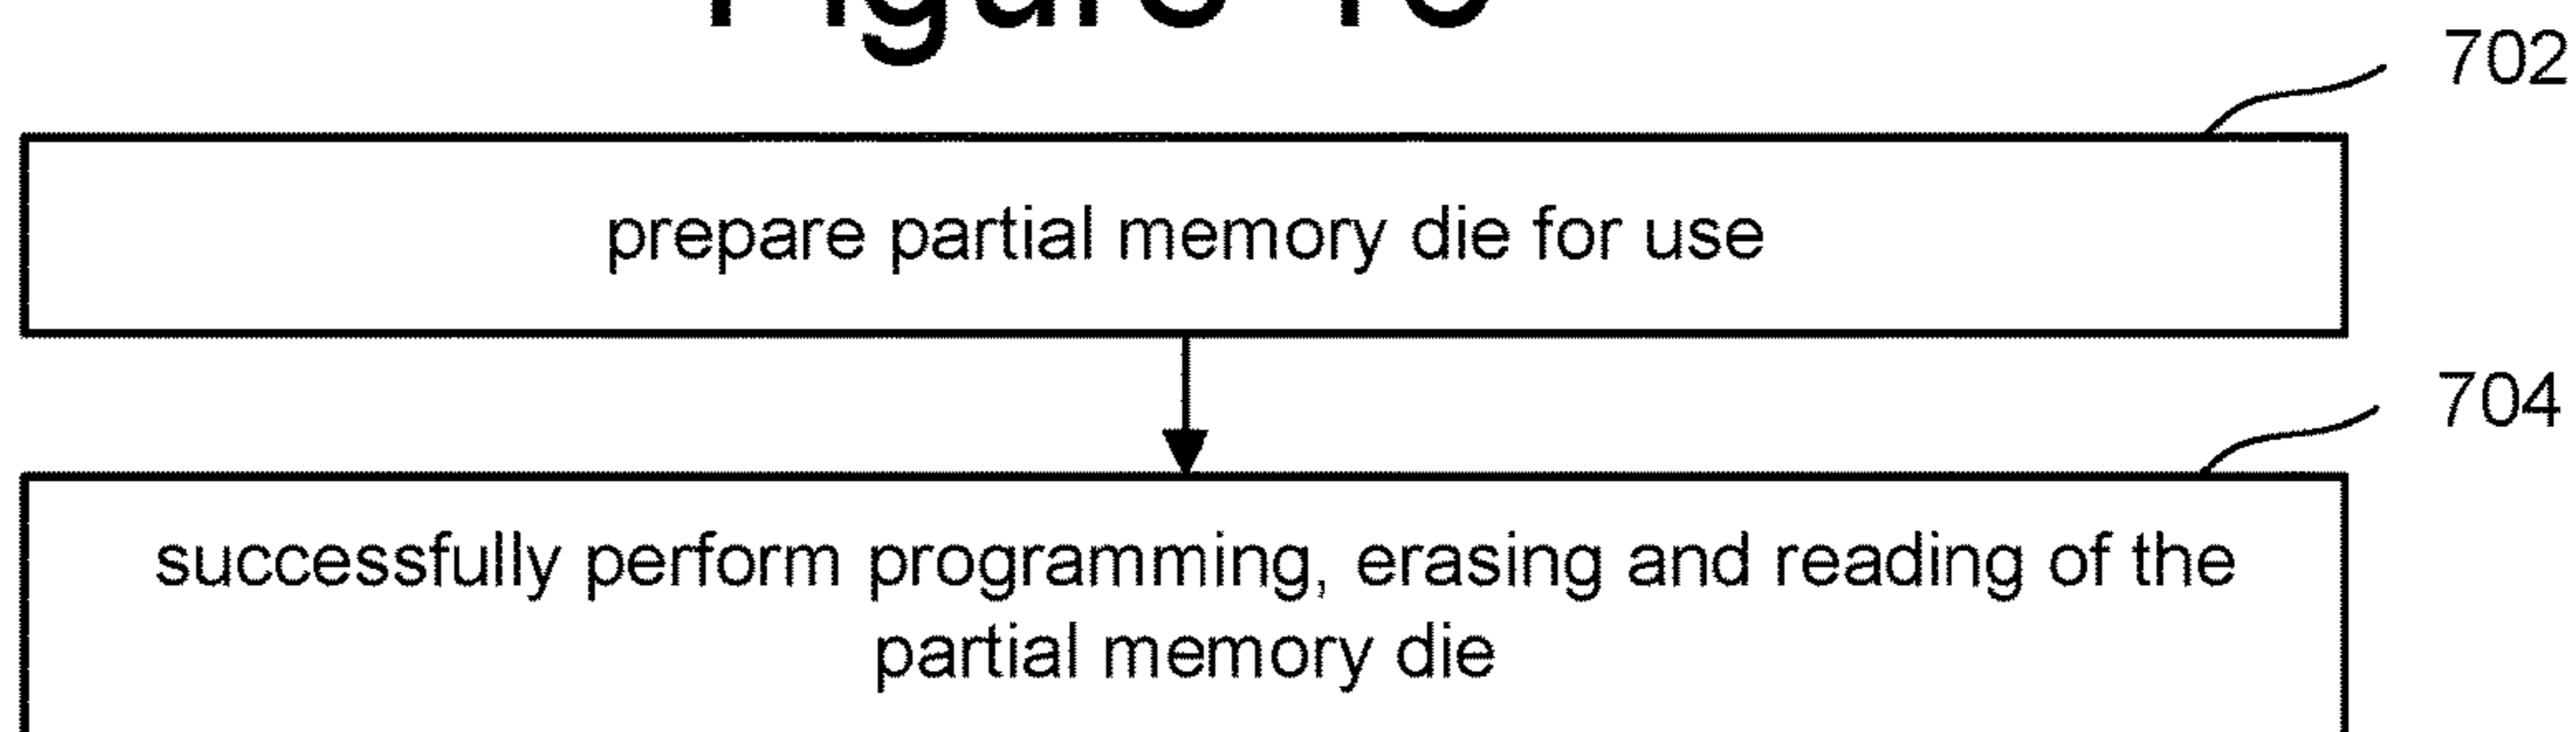 702
prepare partial memory die for use
704
successfully perform programming, erasing and reading of the
partial memory die